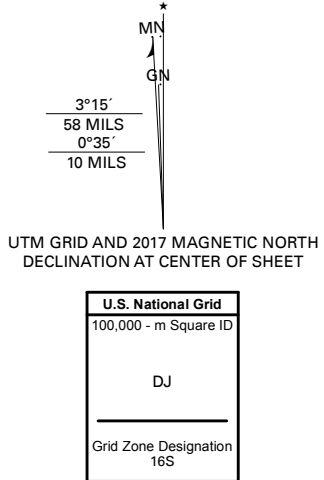 MN
GN
3°15´
58 MILS
0°35´
10 MILS
UTM GRID AND 2017 MAGNETIC NORTH
DECLINATION AT CENTER OF SHEET
U.S. National Grid
100,000 - m Square ID
DJ
Grid Zone Designation
16S